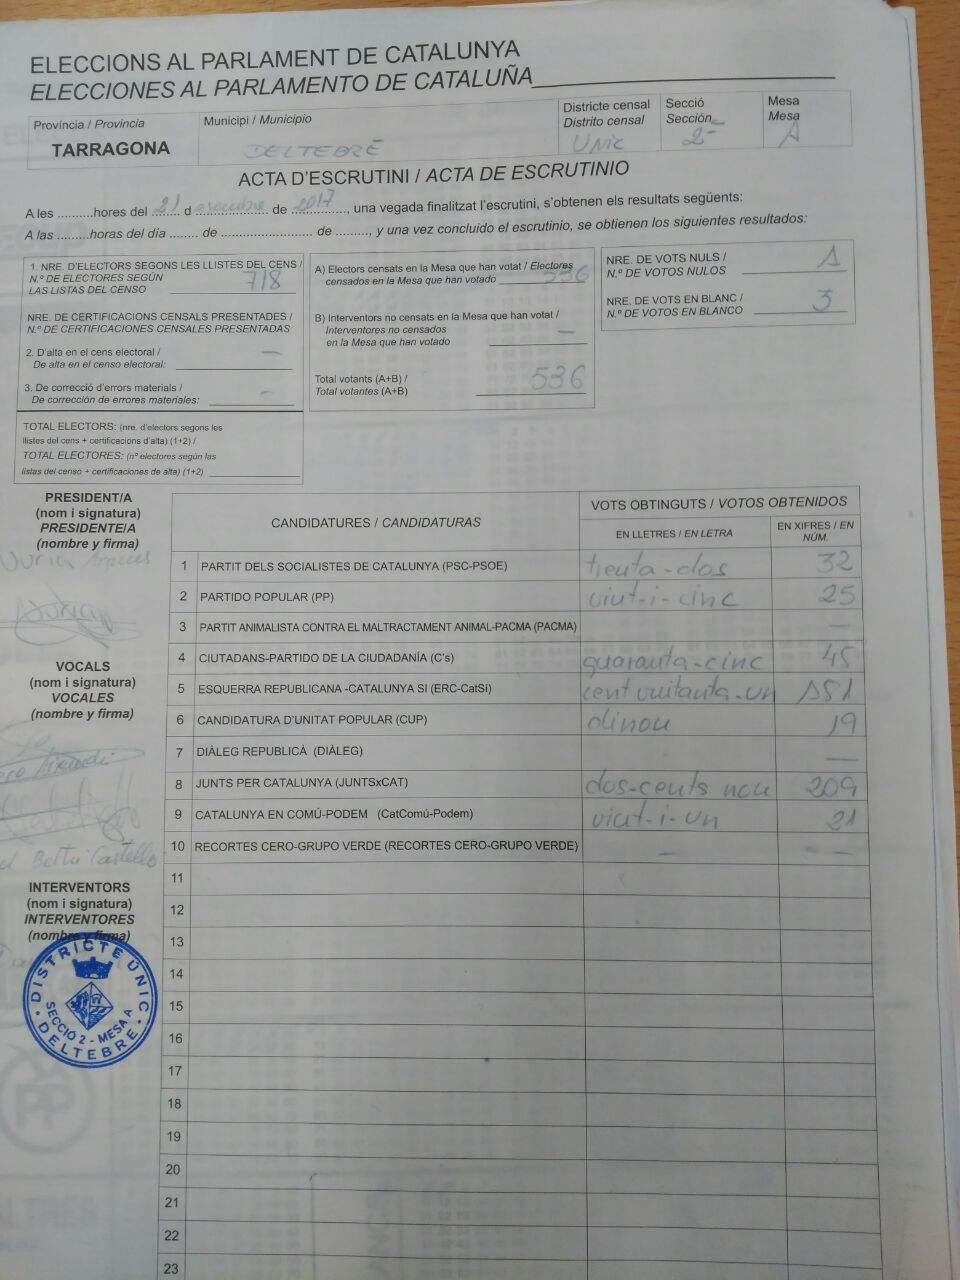 ELECCIONS AL PARLAMENT DE CATALUNYA
ELECCIONES AL PARLAMENTO DE CATALUÑA
Província / Provincia
TARRAGONA
Municipi / Municipio
DELTEBRE
Districte censal
Distrito censal
UNIC
Secció
Sección
2
Mesa
Mesa
A
ACTA D'ESCRUTINI / ACTA DE ESCRUTINIO
A les ..........hores del 21 d desembre de 2017, una vegada finalitzat l'escrutini, s'obtenen els resultats següents:
A las .........horas del día ........ de ......................... de ........., y una vez concluido el escrutinio, se obtienen los siguientes resultados:
1. NRE. D'ELECTORS SEGONS LES LLISTES DEL CENS /
N.º DE ELECTORES SEGÚN
LAS LISTAS DEL CENSO 718
NRE. DE CERTIFICACIONS CENSALS PRESENTADES /
N.º DE CERTIFICACIONES CENSALES PRESENTADAS
2. D'alta en el cens electoral / —
De alta en el censo electoral:
3. De correcció d'errors materials / -
De corrección de errores materiales:
TOTAL ELECTORS: (nre. d'electors segons les
llistes del cens + certificacions d'alta) (1+2) /
TOTAL ELECTORES: (nº electores según las
listas del censo + certificaciones de alta) (1+2)
A) Electors censats en la Mesa que han votat / Electores
censados en la Mesa que han votado 536
B) Interventors no censats en la Mesa que han votat /
Interventores no censados —
en la Mesa que han votado
Total votants (A+B) / 536
Total votantes (A+B)
NRE. DE VOTS NULS / 1
N.º DE VOTOS NULOS
NRE. DE VOTS EN BLANC / 3
N.º DE VOTOS EN BLANCO
PRESIDENT/A
(nom i signatura)
PRESIDENTE/A
(nombre y firma)
VOCALS
(nom i signatura)
VOCALES
(nombre y firma)
Castello
INTERVENTORS
(nom i signatura)
INTERVENTORES
(nombre y firma)
DISTRICTE ÚNIC
SECCIÓ 2 - MESA A
DELTEBRE
CANDIDATURES / CANDIDATURAS
VOTS OBTINGUTS / VOTOS OBTENIDOS
EN LLETRES / EN LETRA
EN XIFRES / EN
NÚM.
1 PARTIT DELS SOCIALISTES DE CATALUNYA (PSC-PSOE) trenta-dos 32
2 PARTIDO POPULAR (PP) vint-i-cinc 25
3 PARTIT ANIMALISTA CONTRA EL MALTRACTAMENT ANIMAL-PACMA (PACMA) —
4 CIUTADANS-PARTIDO DE LA CIUDADANÍA (C's) quaranta-cinc 45
5 ESQUERRA REPUBLICANA -CATALUNYA SI (ERC-CatSí) cent vuitanta-un 181
6 CANDIDATURA D'UNITAT POPULAR (CUP) dinou 19
7 DIÀLEG REPUBLICÀ (DIÀLEG) —
8 JUNTS PER CATALUNYA (JUNTSxCAT) dos-cents nou 209
9 CATALUNYA EN COMÚ-PODEM (CatComú-Podem) vint-i-un 21
10 RECORTES CERO-GRUPO VERDE (RECORTES CERO-GRUPO VERDE) — - -
11
12
13
14
15
16
17
18
19
20
21
22
23
PP